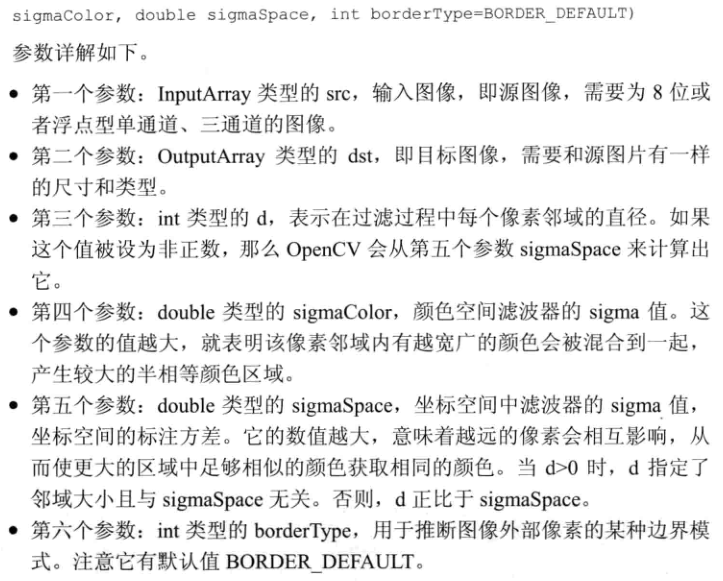 sigmaColor, double sigmaSpace, int borderType=BORDER_DEFAULT)
参数详解如下。
● 第一个参数：InputArray 类型的 src，输入图像，即源图像，需要为 8 位或
者浮点型单通道、三通道的图像。
● 第二个参数：OutputArray 类型的 dst，即目标图像，需要和源图片有一样
的尺寸和类型。
● 第三个参数：int 类型的 d，表示在过滤过程中每个像素邻域的直径。如果
这个值被设为非正数，那么 OpenCV 会从第五个参数 sigmaSpace 来计算出
它。
● 第四个参数：double 类型的 sigmaColor，颜色空间滤波器的 sigma 值。这
个参数的值越大，就表明该像素邻域内有越宽广的颜色会被混合到一起，
产生较大的半相等颜色区域。
● 第五个参数：double 类型的 sigmaSpace，坐标空间中滤波器的 sigma 值，
坐标空间的标注方差。它的数值越大，意味着越远的像素会相互影响，从
而使更大的区域中足够相似的颜色获取相同的颜色。当 d>0 时，d 指定了
邻域大小且与 sigmaSpace 无关。否则，d 正比于 sigmaSpace。
● 第六个参数：int 类型的 borderType，用于推断图像外部像素的某种边界模
式。注意它有默认值 BORDER_DEFAULT。